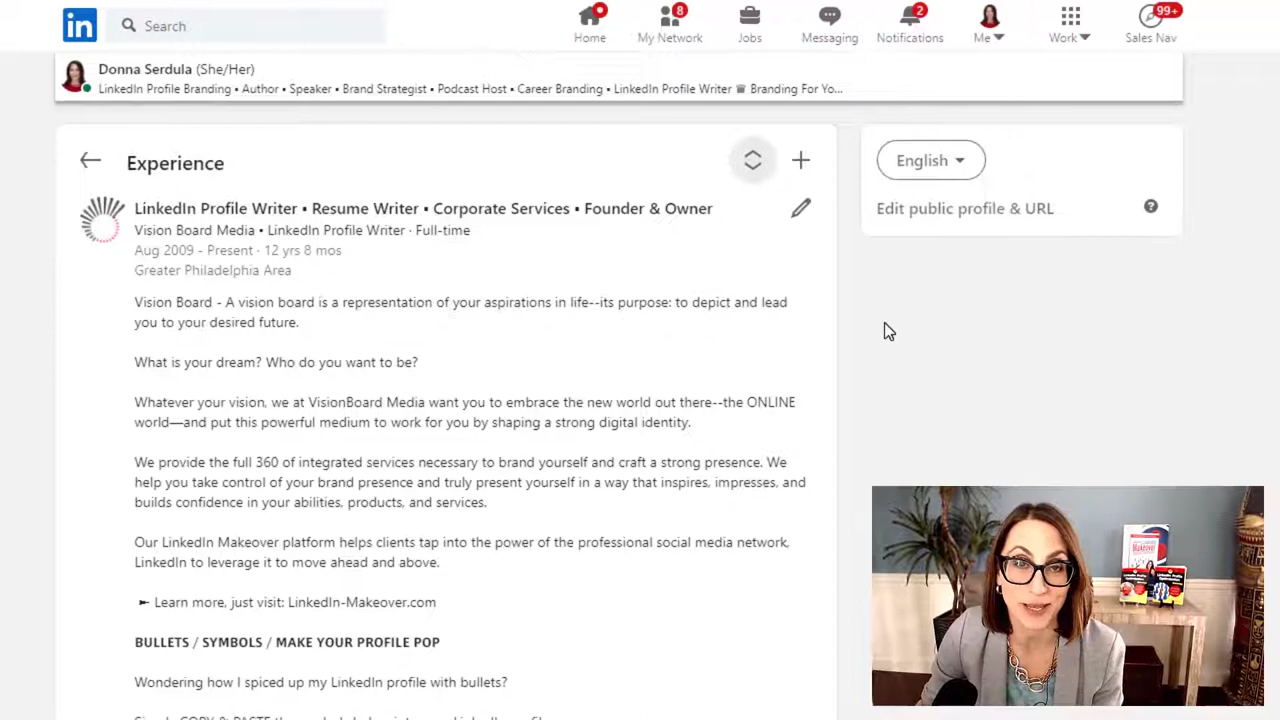 in
Search
8
2
99+
Home
My Network
Jobs
Messaging
Notifications
Me
Work
Sales Nav
Donna Serdula (She/Her)
LinkedIn Profile Branding • Author • Speaker • Brand Strategist • Podcast Host • Career Branding • LinkedIn Profile Writer ♛ Branding For Yo...
Experience
English
Edit public profile & URL
LinkedIn Profile Writer • Resume Writer • Corporate Services • Founder & Owner
Vision Board Media • LinkedIn Profile Writer · Full-time
Aug 2009 - Present · 12 yrs 8 mos
Greater Philadelphia Area
Vision Board - A vision board is a representation of your aspirations in life--its purpose: to depict and lead
you to your desired future.
What is your dream? Who do you want to be?
Whatever your vision, we at VisionBoard Media want you to embrace the new world out there--the ONLINE
world—and put this powerful medium to work for you by shaping a strong digital identity.
We provide the full 360 of integrated services necessary to brand yourself and craft a strong presence. We
help you take control of your brand presence and truly present yourself in a way that inspires, impresses, and
builds confidence in your abilities, products, and services.
Our LinkedIn Makeover platform helps clients tap into the power of the professional social media network,
LinkedIn to leverage it to move ahead and above.
► Learn more, just visit: LinkedIn-Makeover.com
BULLETS / SYMBOLS / MAKE YOUR PROFILE POP
Wondering how I spiced up my LinkedIn profile with bullets?
Makeover